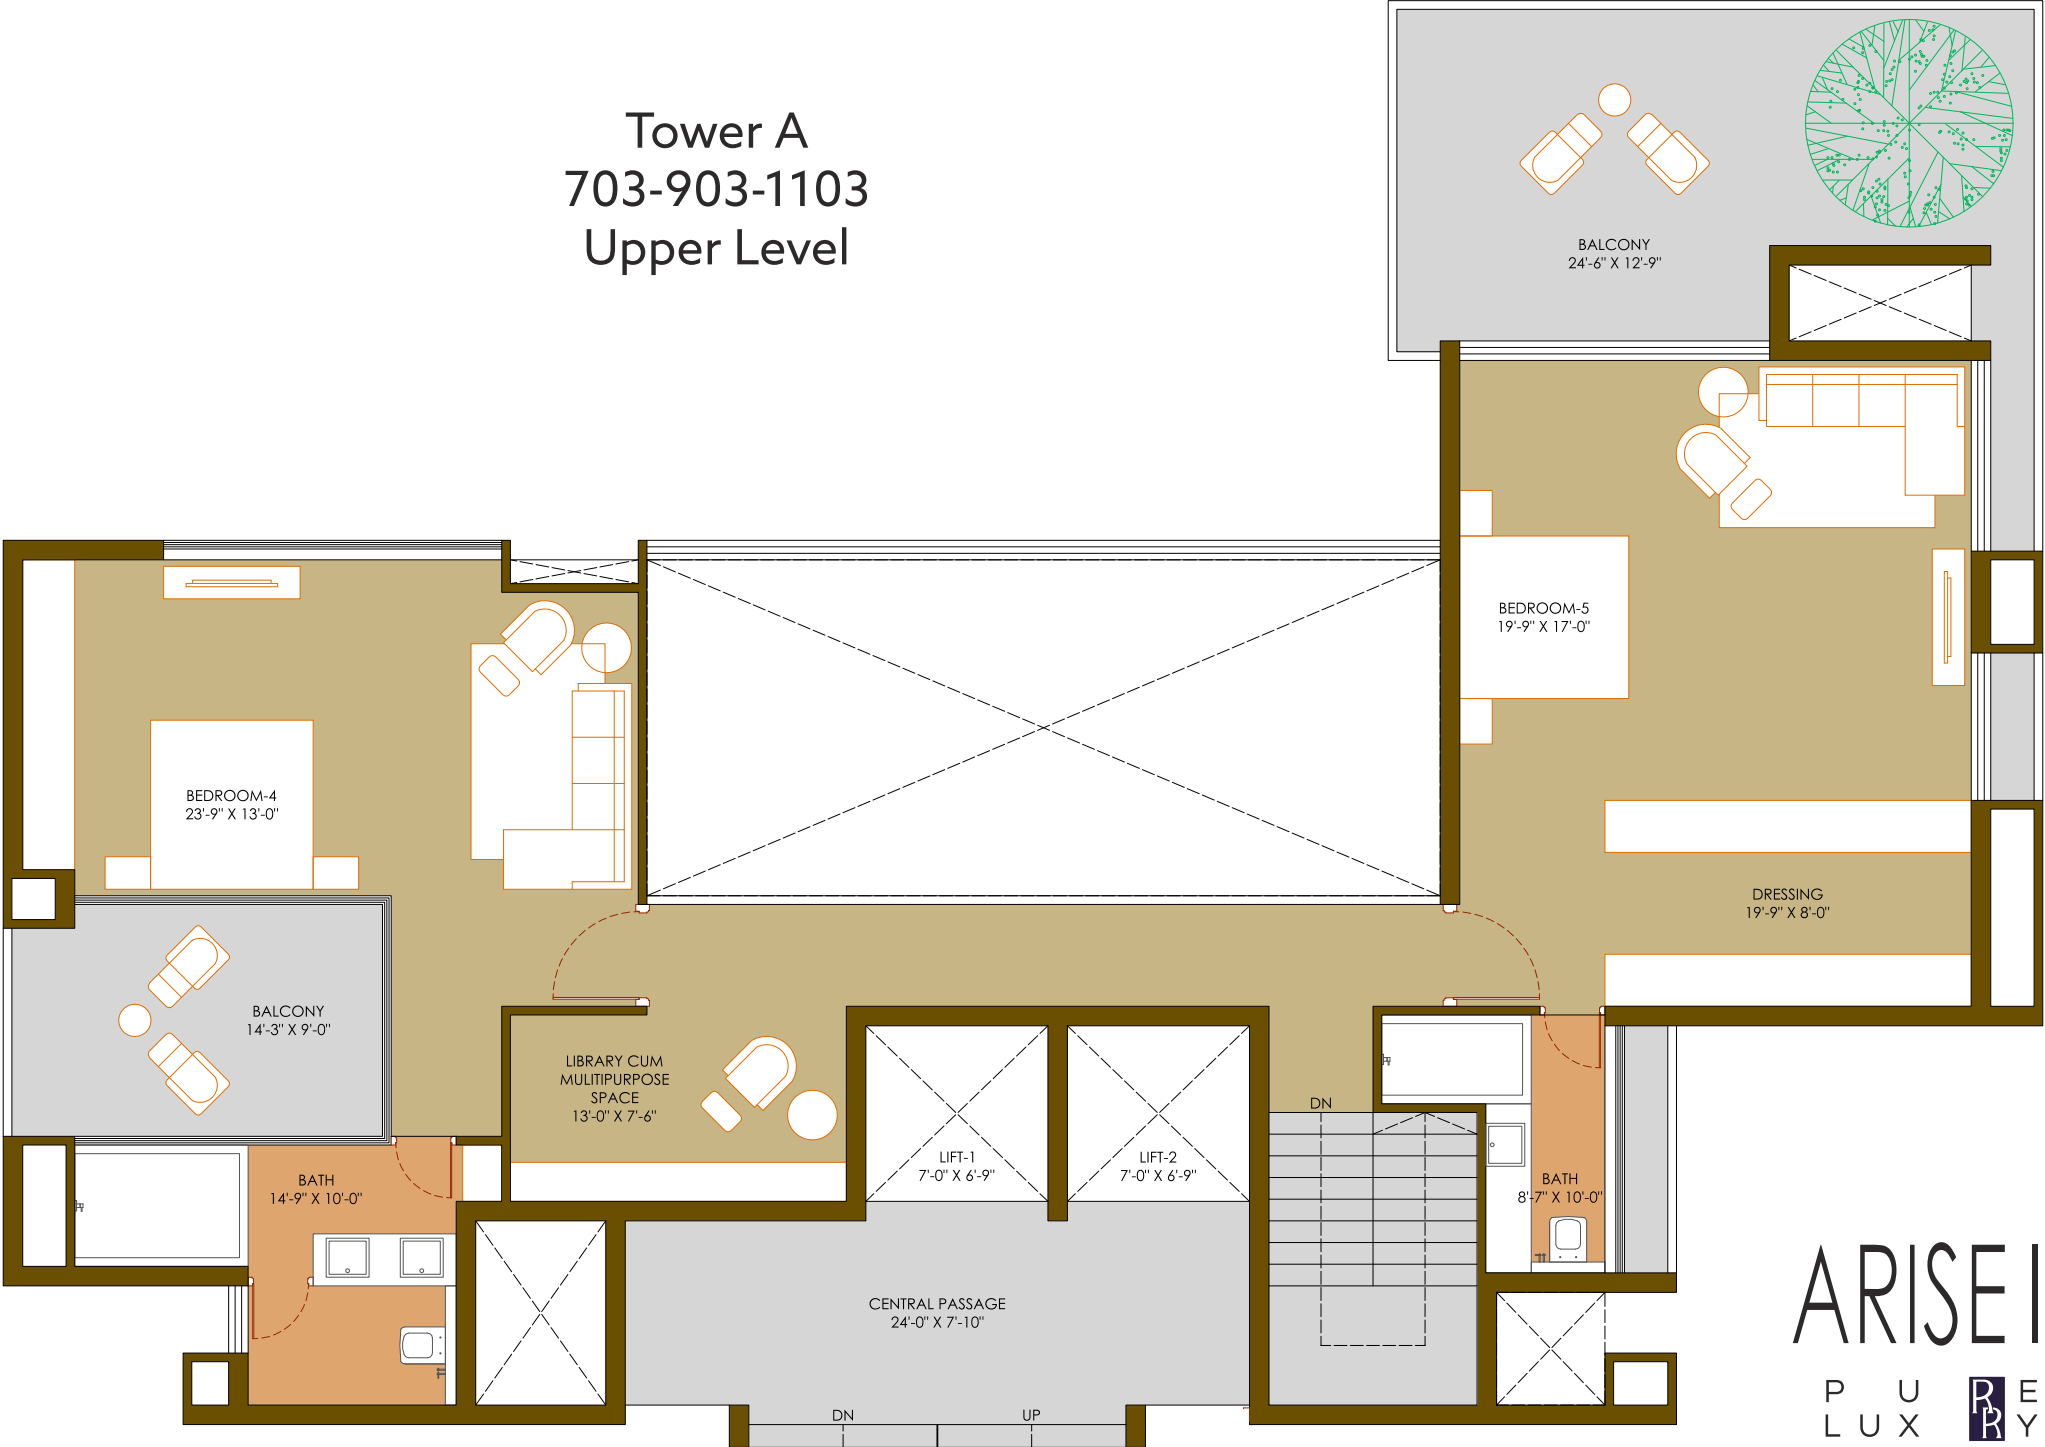 Tower A
703-903-1103
Upper Level
BALCONY
24'-6" X 12'-9"
BEDROOM-5
19'-9" X 17'-0"
BEDROOM-4
23'-9" X 13'-0"
DRESSING
19'-9" X 8'-0"
BALCONY
14'-3" X 9'-0"
LIBRARY CUM
MULITIPURPOSE
SPACE
13'-0" X 7'-6"
DN
LIFT-1
7'-0" X 6'-9"
LIFT-2
7'-0" X 6'-9"
BATH
14'-9" X 10'-0"
BATH
8'-7" X 10'-0"
CENTRAL PASSAGE
24'-0" X 7'-10"
DN
UP
ARISE I
P U R E
L U X R Y